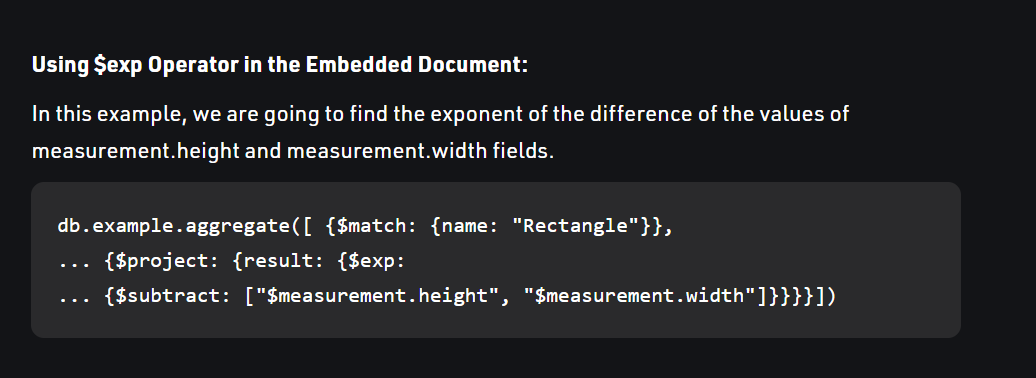 Using $exp Operator in the Embedded Document:
In this example, we are going to find the exponent of the difference of the values of
measurement.height and measurement.width fields.
db.example.aggregate([ {$match: {name: "Rectangle"}},
... {$project: {result: {$exp:
... {$subtract: ["$measurement.height", "$measurement.width"]}}}}])